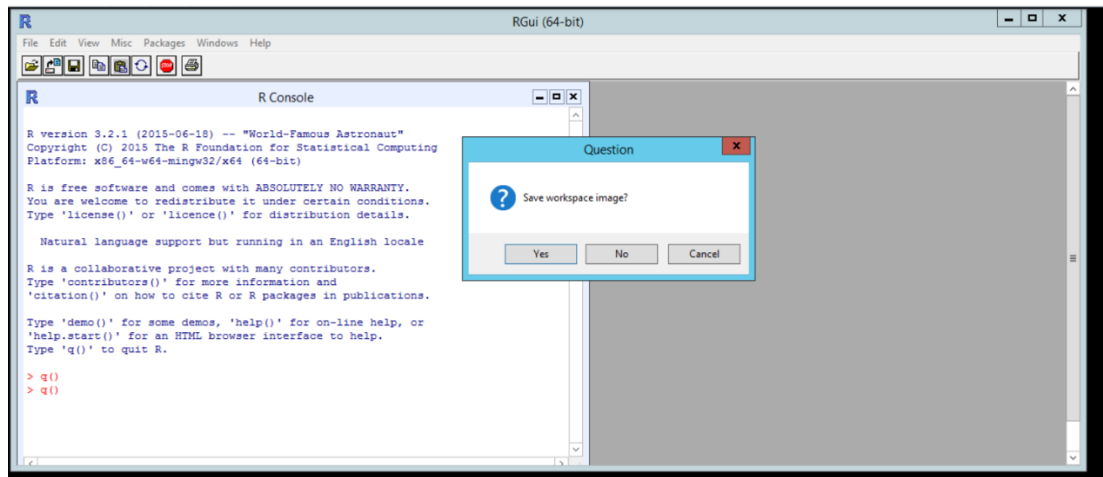 RGui (64-bit)
File Edit View Misc Packages Windows Help
STOP
R Console
R version 3.2.1 (2015-06-18) -- "World-Famous Astronaut"
Copyright (C) 2015 The R Foundation for Statistical Computing
Platform: x86_64-w64-mingw32/x64 (64-bit)
R is free software and comes with ABSOLUTELY NO WARRANTY.
You are welcome to redistribute it under certain conditions.
Type 'license()' or 'licence()' for distribution details.
Natural language support but running in an English locale
R is a collaborative project with many contributors.
Type 'contributors()' for more information and
'citation()' on how to cite R or R packages in publications.
Type 'demo()' for some demos, 'help()' for on-line help, or
'help.start()' for an HTML browser interface to help.
Type 'q()' to quit R.
> q()
> q()
Question
Save workspace image?
Yes No Cancel